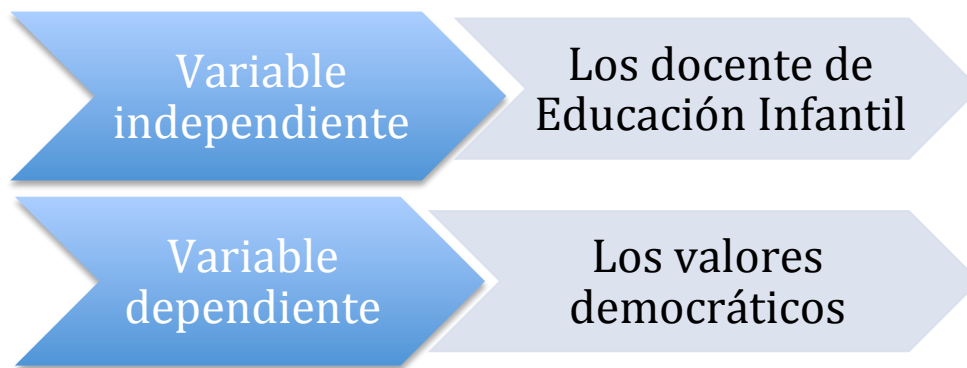 Variable
independiente
Los docente de
Educación Infantil
Variable
dependiente
Los valores
democráticos